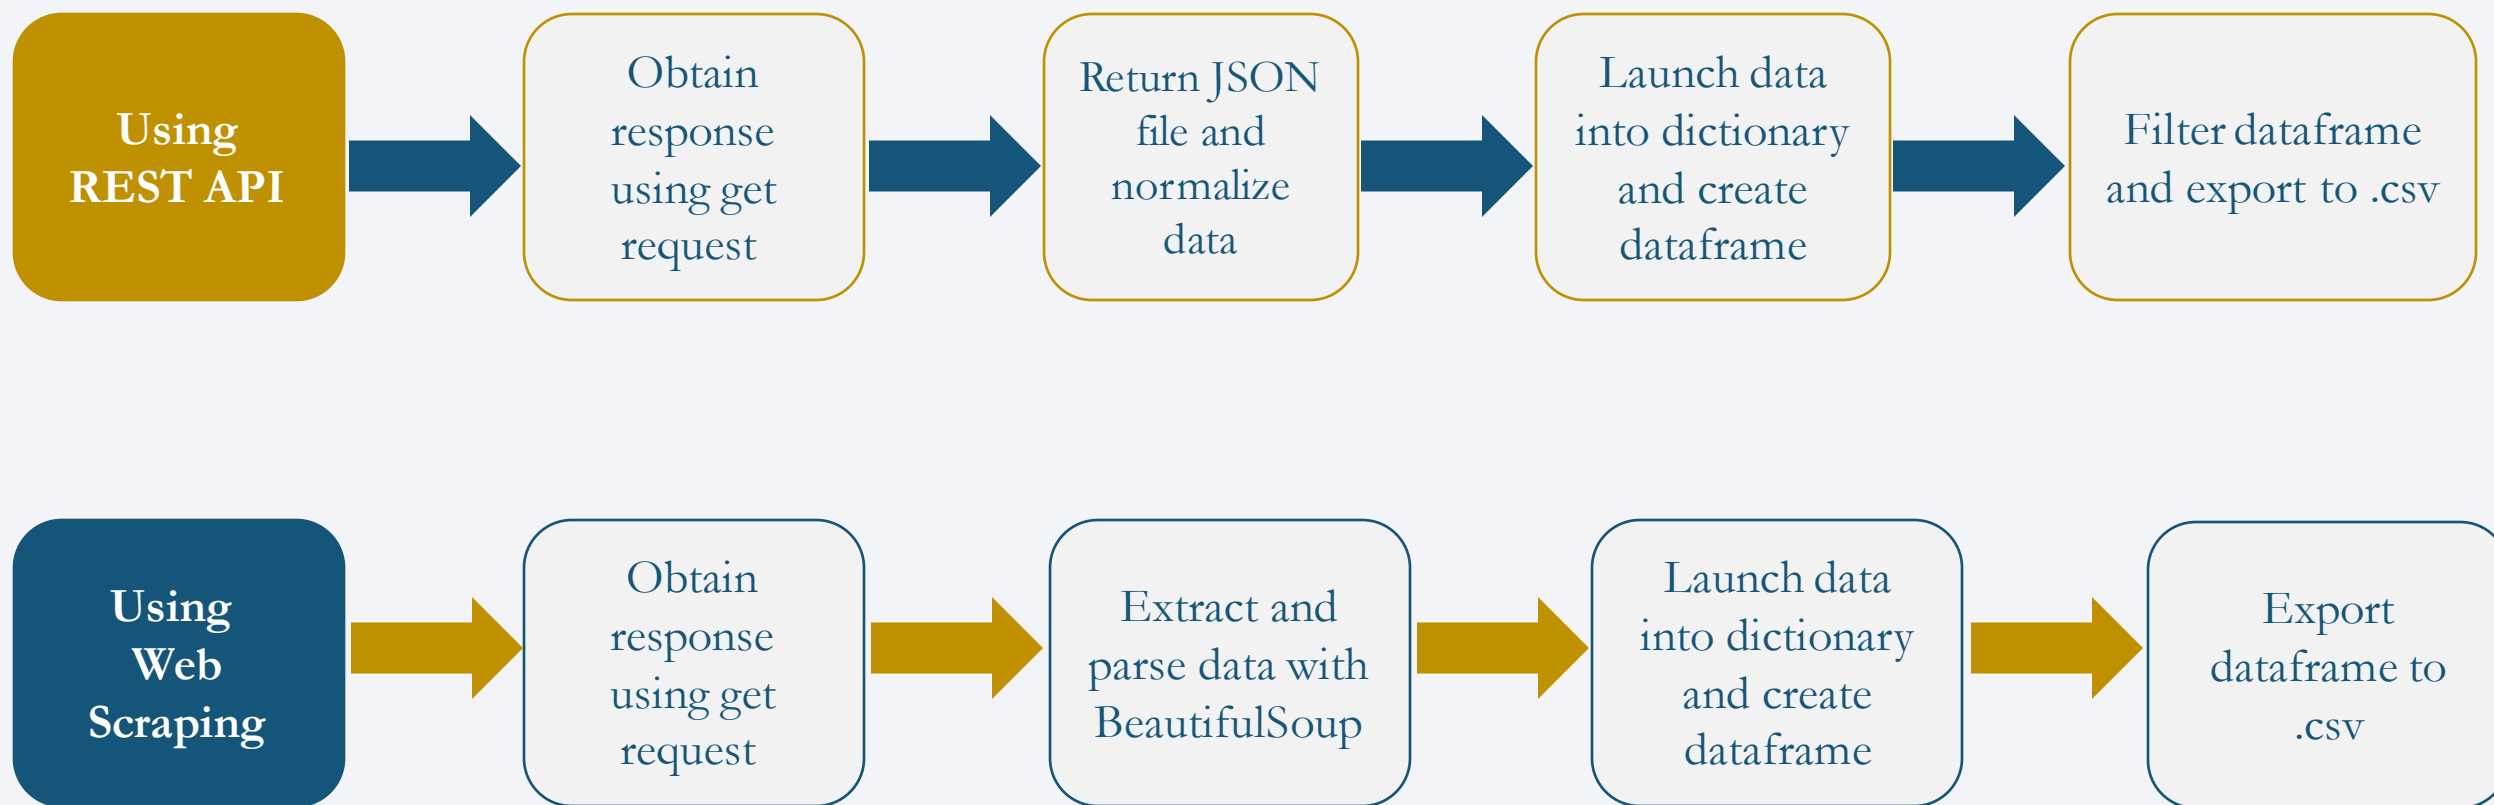 Using
REST API
Obtain
response
using get
request
Return JSON
file and
normalize
data
Launch data
into dictionary
and create
dataframe
Filter dataframe
and export to .csv
Using
Web
Scraping
Obtain
response
using get
request
Extract and
parse data with
BeautifulSoup
Launch data
into dictionary
and create
dataframe
Export
dataframe to
.csv